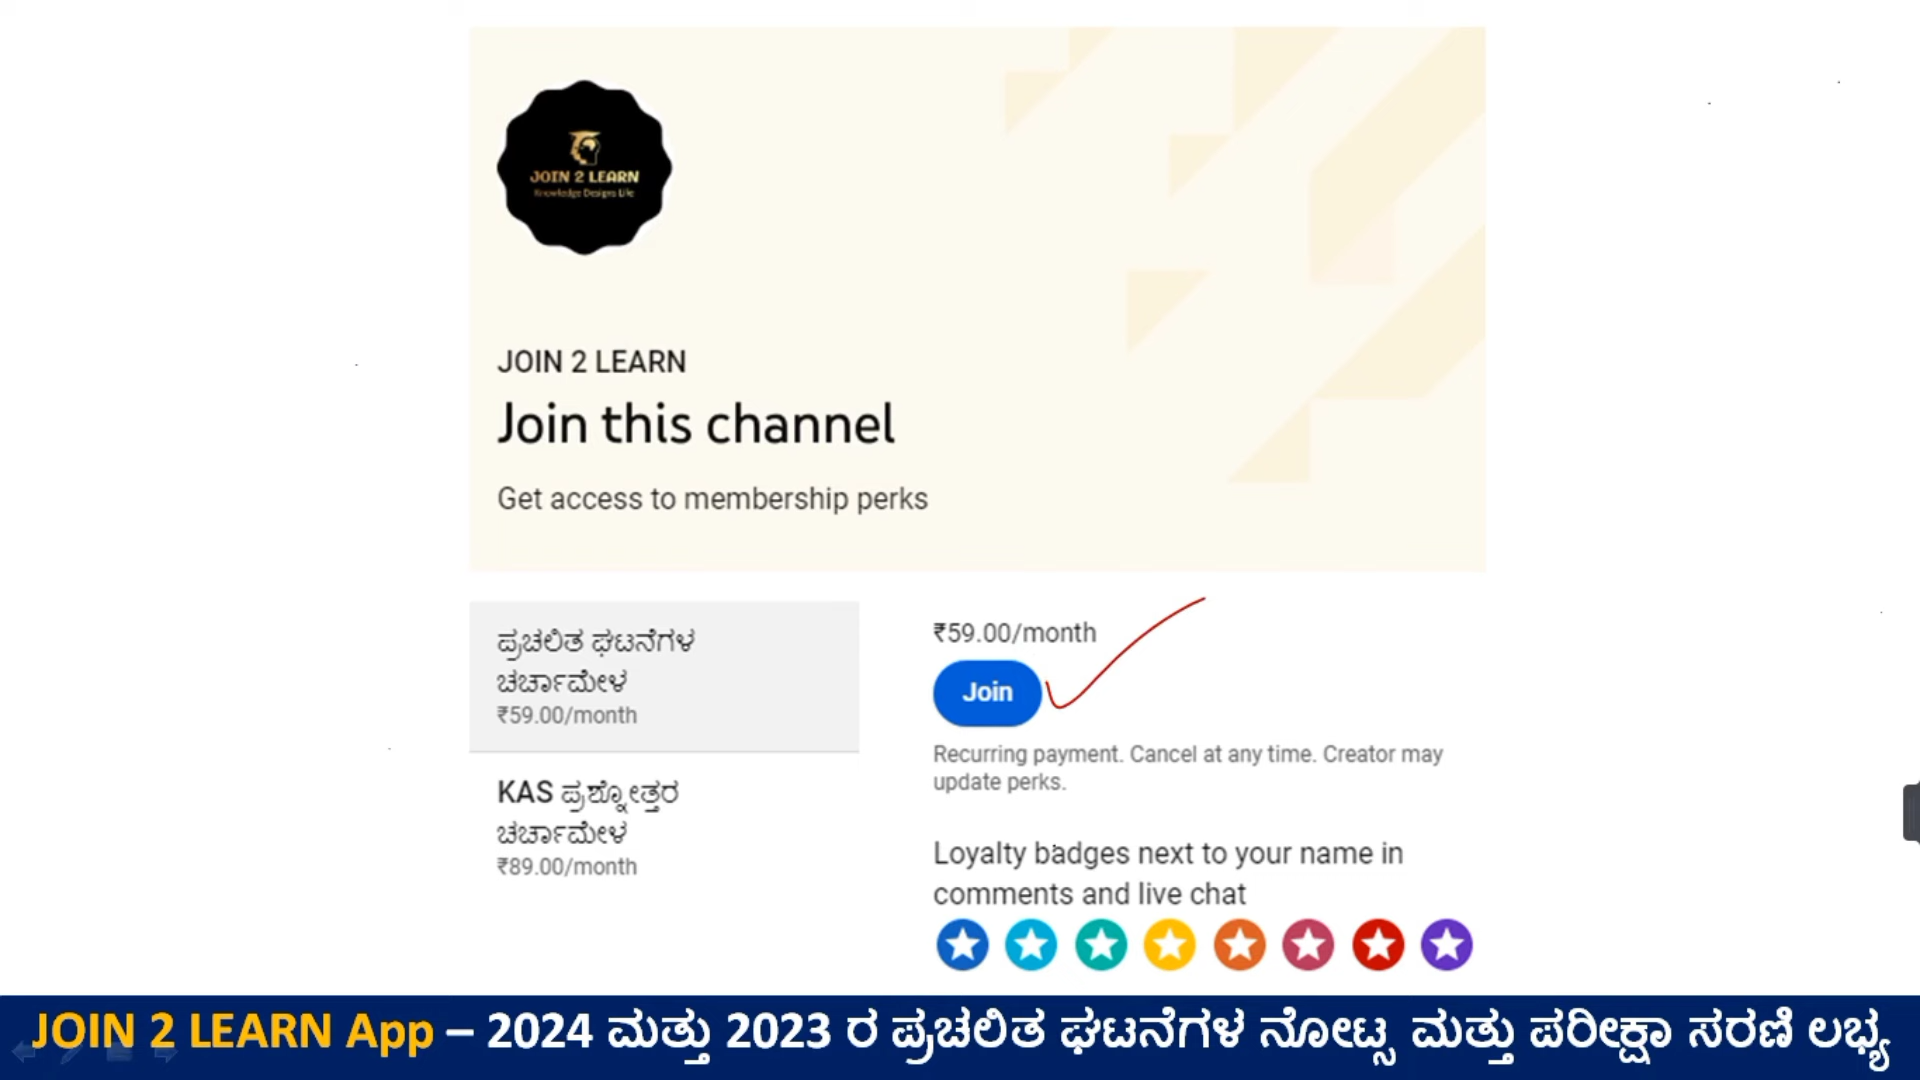 JOIN 2 LEARN
Knowledge Designs Life
JOIN 2 LEARN
Join this channel
Get access to membership perks
ಪ್ರಚಲಿತ ಘಟನೆಗಳ
ಚರ್ಚಾಮೇಳ
₹59.00/month
KAS ಪ್ರಶ್ನೋತ್ತರ
ಚರ್ಚಾಮೇಳ
₹89.00/month
₹59.00/month
Join
Recurring payment. Cancel at any time. Creator may
update perks.
Loyalty badges next to your name in
comments and live chat
JOIN 2 LEARN App – 2024 ಮತ್ತು 2023 ರ ಪ್ರಚಲಿತ ಘಟನೆಗಳ ನೋಟ್ಸ ಮತ್ತು ಪರೀಕ್ಷಾ ಸರಣಿ ಲಭ್ಯ